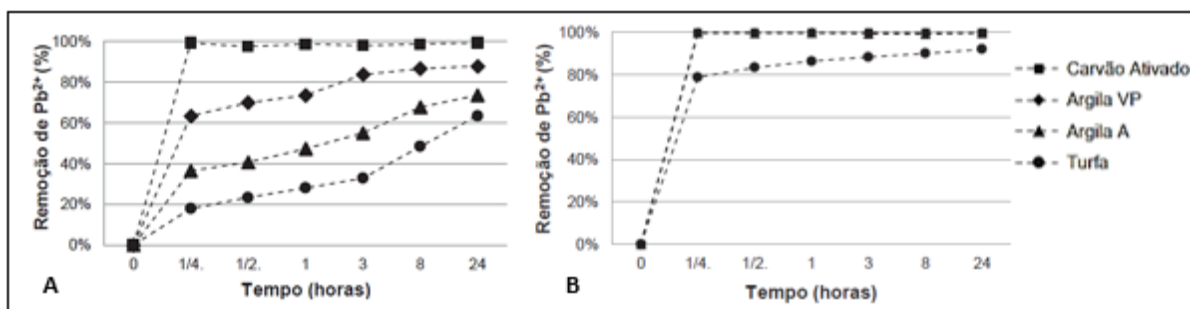 Remoção de Pb²⁺ (%)
100%
80%
60%
40%
20%
0%
0 1/4. 1/2. 1 3 8 24
Tempo (horas)
A
Remoção de Pb²⁺ (%)
100%
80%
60%
40%
20%
0%
0 1/4. 1/2. 1 3 8 24
Tempo (horas)
B
Carvão Ativado
Argila VP
Argila A
Turfa